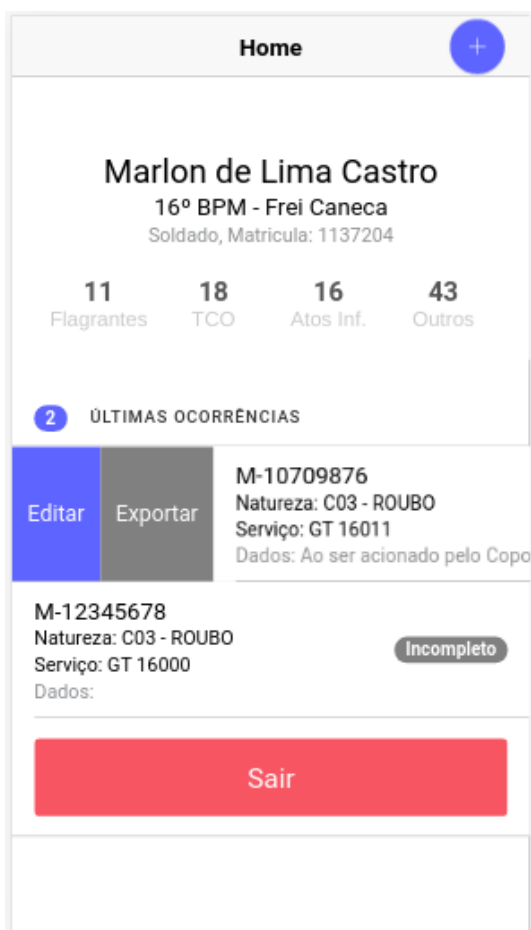 Home
+
Marlon de Lima Castro
16º BPM - Frei Caneca
Soldado, Matricula: 1137204
11 18 16 43
Flagrantes TCO Atos Inf. Outros
2 ÚLTIMAS OCORRÊNCIAS
Editar Exportar
M-10709876
Natureza: C03 - ROUBO
Serviço: GT 16011
Dados: Ao ser acionado pelo Copo
M-12345678
Natureza: C03 - ROUBO
Serviço: GT 16000
Dados:
Incompleto
Sair